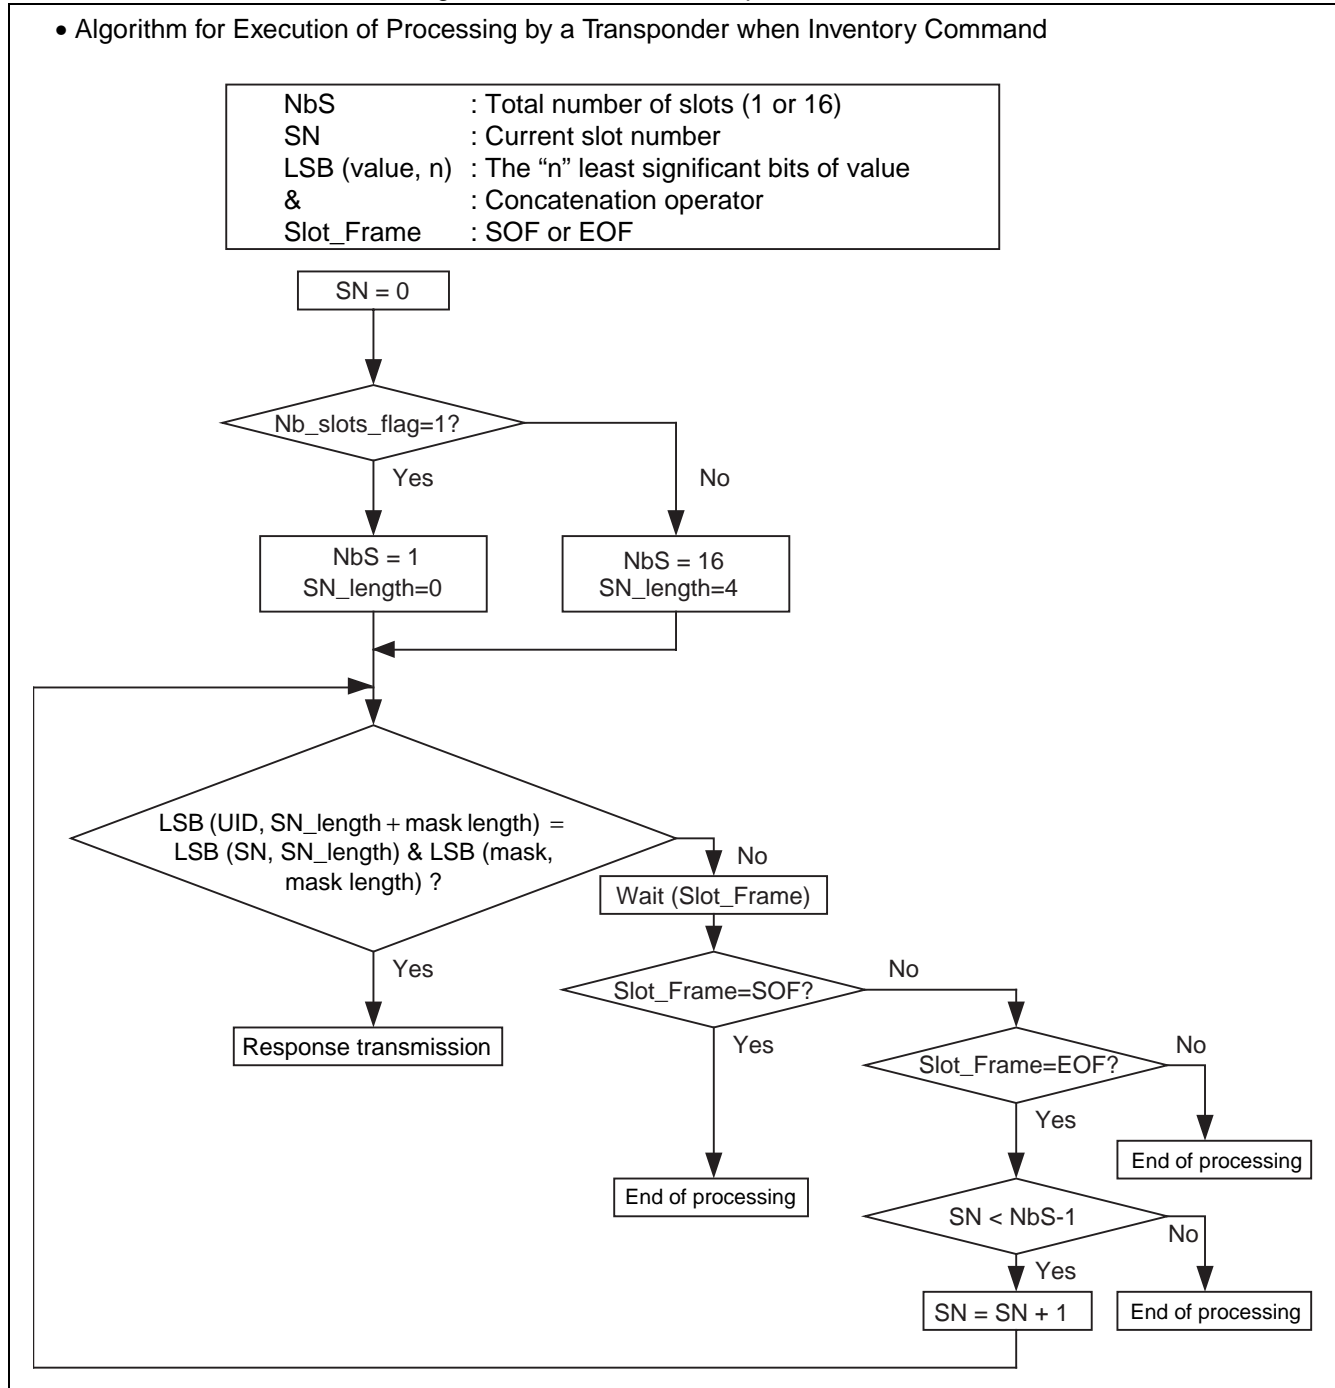 • Algorithm for Execution of Processing by a Transponder when Inventory Command
NbS : Total number of slots (1 or 16)
SN : Current slot number
LSB (value, n) : The “n” least significant bits of value
& : Concatenation operator
Slot_Frame : SOF or EOF
SN = 0
Nb_slots_flag=1?
Yes
No
NbS = 1
SN_length=0
NbS = 16
SN_length=4
LSB (UID, SN_length + mask length) =
LSB (SN, SN_length) & LSB (mask,
mask length) ?
No
Wait (Slot_Frame)
Yes
Response transmission
Slot_Frame=SOF?
No
Yes
End of processing
Slot_Frame=EOF?
No
Yes
End of processing
SN < NbS-1
No
Yes
SN = SN + 1
End of processing